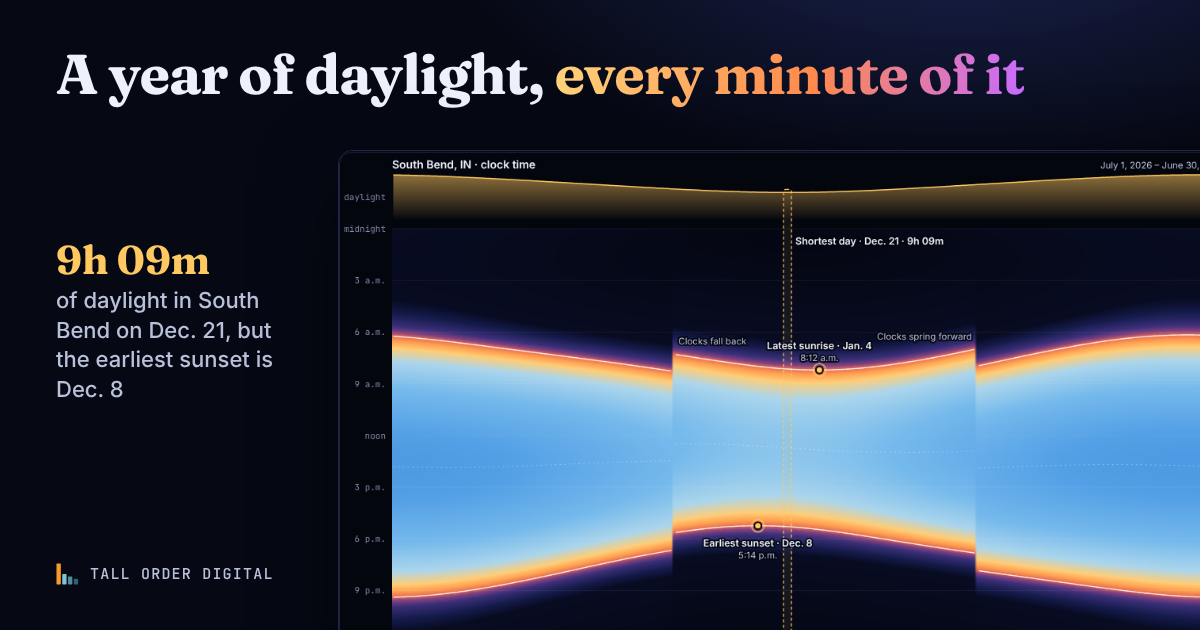 A year of daylight, every minute of it
South Bend, IN · clock time
July 1, 2026 – June 30,
daylight
midnight
Shortest day · Dec. 21 · 9h 09m
9h 09m
of daylight in South
Bend on Dec. 21, but
the earliest sunset is
Dec. 8
3 a.m.
6 a.m.
Clocks fall back
Latest sunrise · Jan. 4
8:12 a.m.
Clocks spring forward
9 a.m.
noon
3 p.m.
6 p.m.
Earliest sunset · Dec. 8
5:14 p.m.
9 p.m.
TALL ORDER DIGITAL